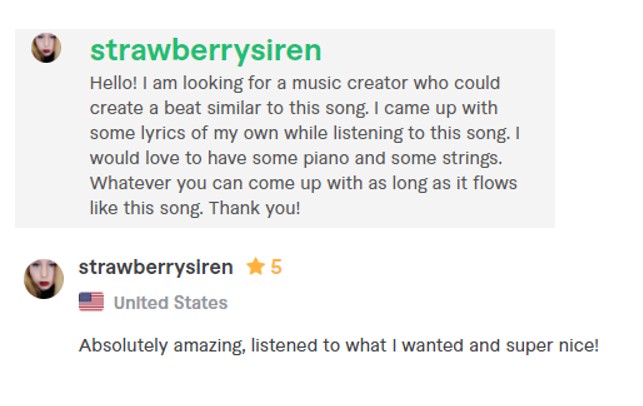 strawberrysiren
Hello! I am looking for a music creator who could
create a beat similar to this song. I came up with
some lyrics of my own while listening to this song. I
would love to have some piano and some strings.
Whatever you can come up with as long as it flows
like this song. Thank you!
strawberrysiren ★ 5
United States
Absolutely amazing, listened to what I wanted and super nice!